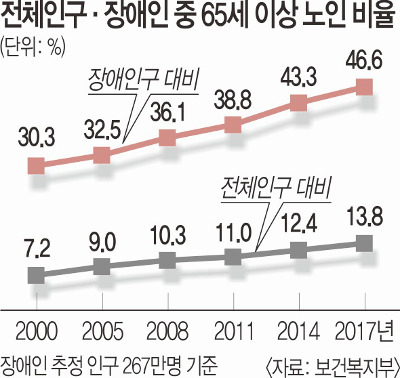 전체인구·장애인 중 65세 이상 노인 비율
(단위: %)
장애인구 대비
30.3 32.5 36.1 38.8 43.3 46.6
전체인구 대비
7.2 9.0 10.3 11.0 12.4 13.8
2000 2005 2008 2011 2014 2017년
장애인 추정 인구 267만명 기준 〈자료: 보건복지부〉